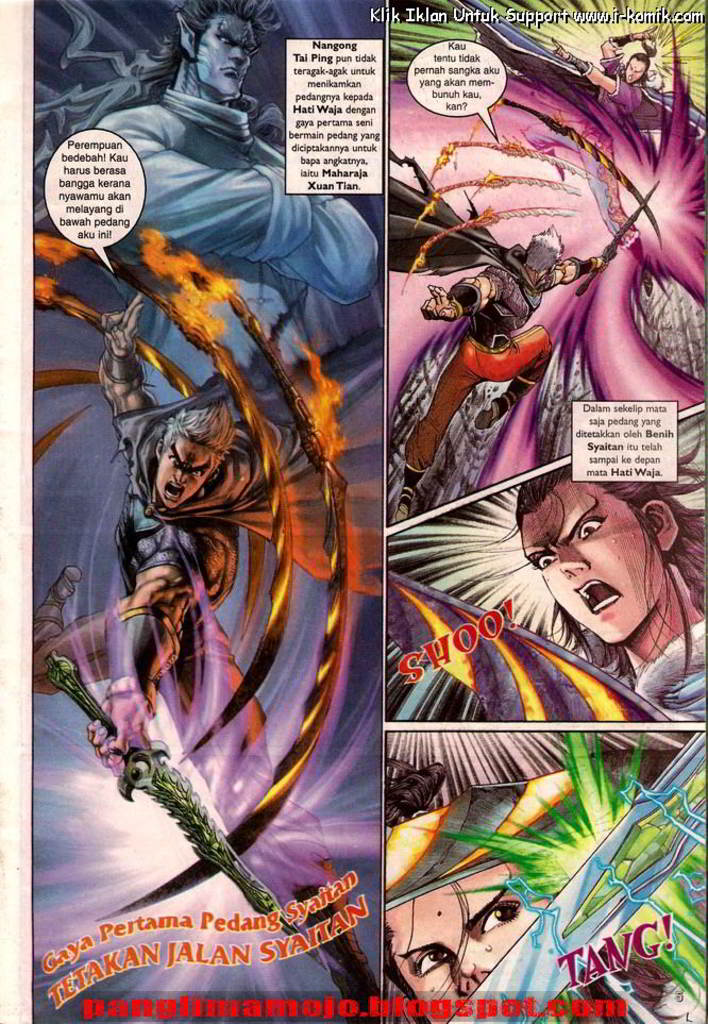 Klik Iklan Untuk Support www.i-komik.com
Nangong
Tai Ping pun tidak
teragak-agak untuk
menikamkan
pedangnya kepada
Hati Waja dengan
gaya pertama seni
bermain pedang yang
diciptakannya untuk
bapa angkatnya,
iaitu Maharaja
Xuan Tian.
Perempuan
bedebah! Kau
harus berasa
bangga kerana
nyawamu akan
melayang di
bawah pedang
aku ini!
Gaya Pertama Pedang Syaitan
TETAKAN JALAN SYAITAN
Kau
tentu tidak
pernah sangka aku
yang akan mem-
bunuh kau,
kan?
Dalam sekelip mata
saja pedang yang
ditetakkan oleh Benih
Syaitan itu telah
sampai ke depan
mata Hati Waja.
SHOO!
TANG!
5
panglimamojo.blogspot.com